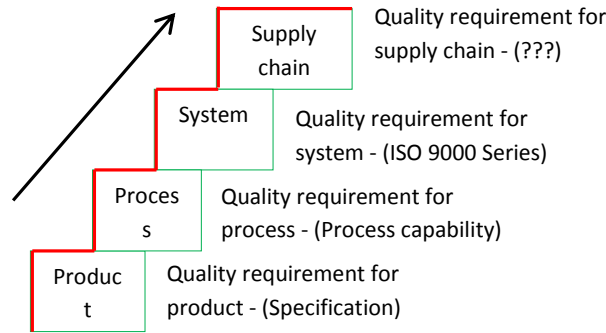 Supply
chain
Quality requirement for
supply chain - (???)
System
Quality requirement for
system - (ISO 9000 Series)
Proces
s
Quality requirement for
process - (Process capability)
Produc
t
Quality requirement for
product - (Specification)